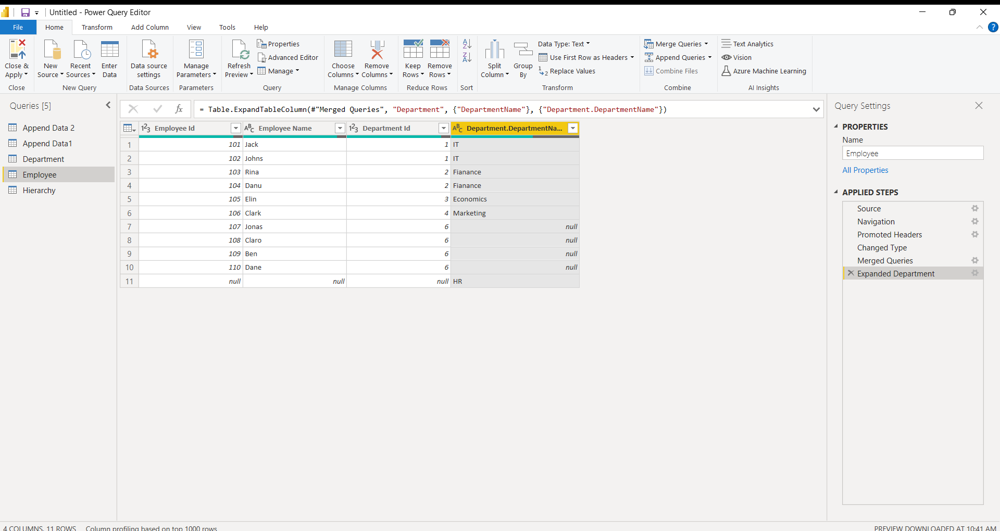 Untitled - Power Query Editor
File Home Transform Add Column View Tools Help
Close & Apply
New Source
Recent Sources
Enter Data
Data source settings
Manage Parameters
Refresh Preview
Properties
Advanced Editor
Manage
Choose Columns
Remove Columns
Keep Rows
Remove Rows
A Z
Z A
Split Column
Group By
Data Type: Text
Use First Row as Headers
1 2 Replace Values
Merge Queries
Append Queries
Combine Files
Text Analytics
Vision
Azure Machine Learning
?
Close New Query Data Sources Parameters Query Manage Columns Reduce Rows Sort Transform Combine AI Insights
Queries [5]
Append Data 2
Append Data1
Department
Employee
Hierarchy
fx = Table.ExpandTableColumn(#"Merged Queries", "Department", {"DepartmentName"}, {"Department.DepartmentName"})
123 Employee Id ABC Employee Name 123 Department Id ABC Department.DepartmentNa...
1 101 Jack 1 IT
2 102 Johns 1 IT
3 103 Rina 2 Fianance
4 104 Danu 2 Fianance
5 105 Elin 3 Economics
6 106 Clark 4 Marketing
7 107 Jonas 6 null
8 108 Claro 6 null
9 109 Ben 6 null
10 110 Dane 6 null
11 null null null HR
Query Settings
PROPERTIES
Name
Employee
All Properties
APPLIED STEPS
Source
Navigation
Promoted Headers
Changed Type
Merged Queries
Expanded Department
4 COLUMNS, 11 ROWS Column profiling based on top 1000 rows
PREVIEW DOWNLOADED AT 10:41 AM